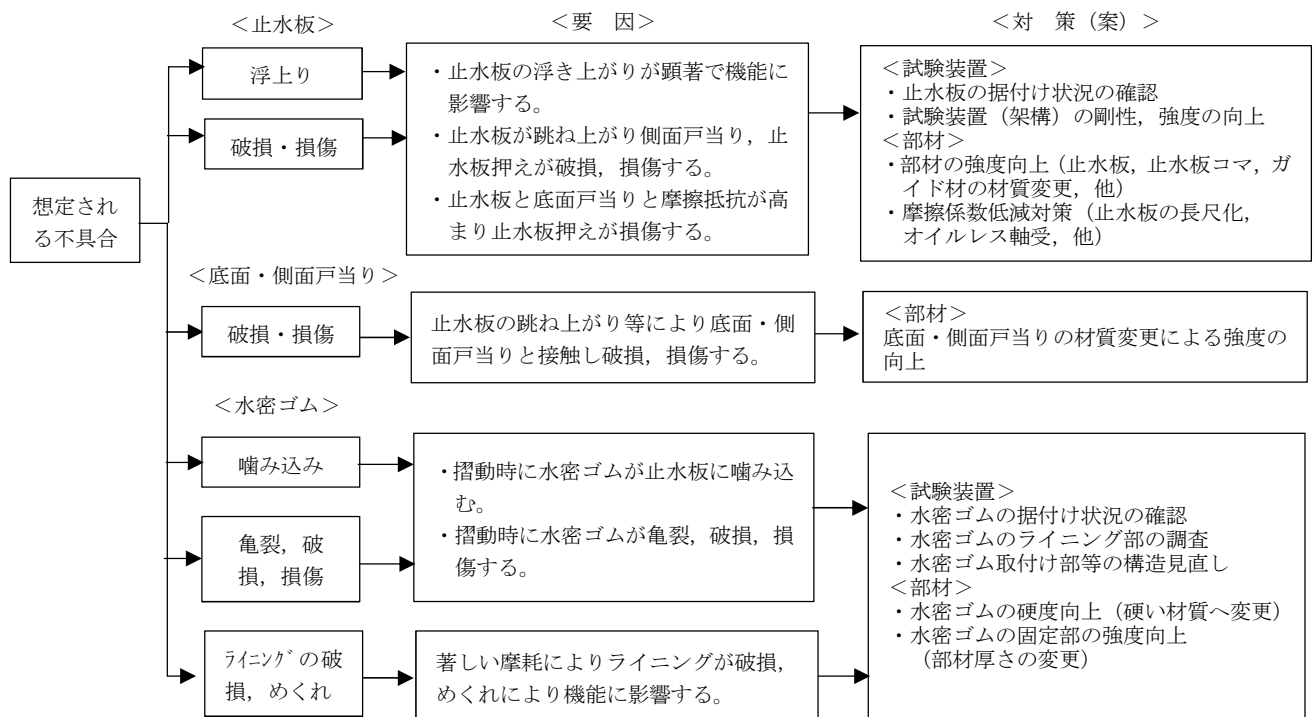 ＜止水板＞
＜要　因＞
＜対　策（案）＞
想定され
る不具合
浮上り
破損・損傷
・止水板の浮き上がりが顕著で機能に
影響する。
・止水板が跳ね上がり側面戸当り，止
水板押えが破損，損傷する。
・止水板と底面戸当りと摩擦抵抗が高
まり止水板押えが損傷する。
＜試験装置＞
・止水板の据付け状況の確認
・試験装置（架構）の剛性，強度の向上
＜部材＞
・部材の強度向上（止水板，止水板コマ，ガ
イド材の材質変更，他）
・摩擦係数低減対策（止水板の長尺化，
オイルレス軸受，他）
＜底面・側面戸当り＞
破損・損傷
止水板の跳ね上がり等により底面・側
面戸当りと接触し破損，損傷する。
＜部材＞
底面・側面戸当りの材質変更による強度の
向上
＜水密ゴム＞
噛み込み
亀裂，破
損，損傷
・摺動時に水密ゴムが止水板に噛み込
む。
・摺動時に水密ゴムが亀裂，破損，損
傷する。
ﾗｲﾆﾝｸﾞの破
損，めくれ
著しい摩耗によりライニングが破損，
めくれにより機能に影響する。
＜試験装置＞
・水密ゴムの据付け状況の確認
・水密ゴムのライニング部の調査
・水密ゴム取付け部等の構造見直し
＜部材＞
・水密ゴムの硬度向上（硬い材質へ変更）
・水密ゴムの固定部の強度向上
（部材厚さの変更）